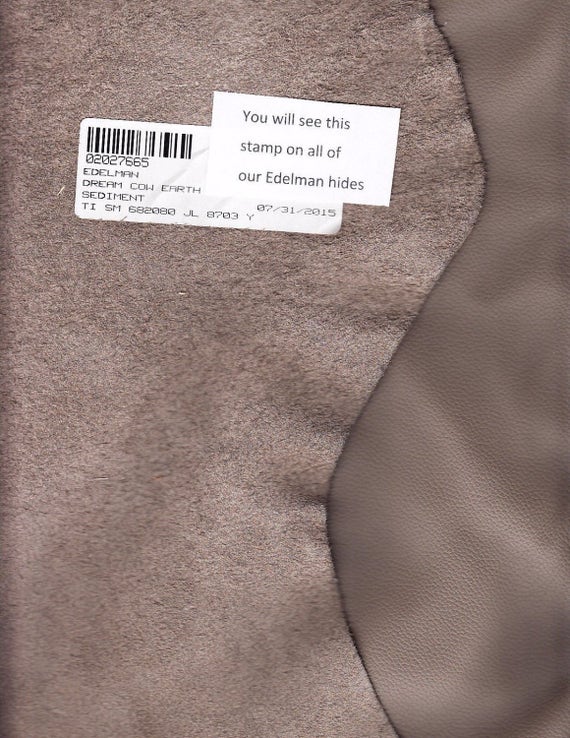 You will see this
stamp on all of
our Edelman hides
02027665
EDELMAN
DREAM COW EARTH
SEDIMENT
07/31/2015
TI SM 682080 JL 8703 Y